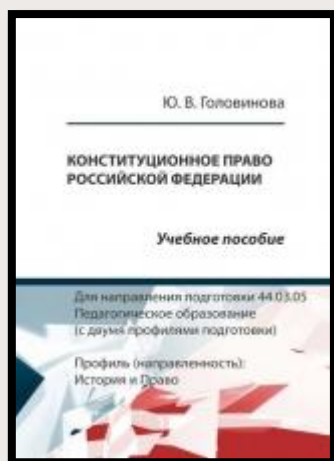 Ю. В. Головинова
КОНСТИТУЦИОННОЕ ПРАВО
РОССИЙСКОЙ ФЕДЕРАЦИИ
Учебное пособие
Для направления подготовки 44.03.05
Педагогическое образование
(с двумя профилями подготовки)
Профиль (направленность):
История и Право